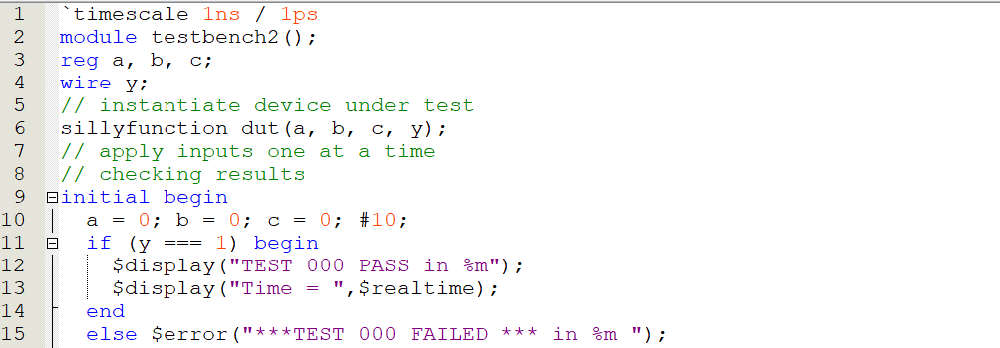 1 `timescale 1ns / 1ps
2 module testbench2();
3 reg a, b, c;
4 wire y;
5 // instantiate device under test
6 sillyfunction dut(a, b, c, y);
7 // apply inputs one at a time
8 // checking results
9 initial begin
10 a = 0; b = 0; c = 0; #10;
11 if (y === 1) begin
12 $display("TEST 000 PASS in %m");
13 $display("Time = ",$realtime);
14 end
15 else $error("***TEST 000 FAILED *** in %m ");